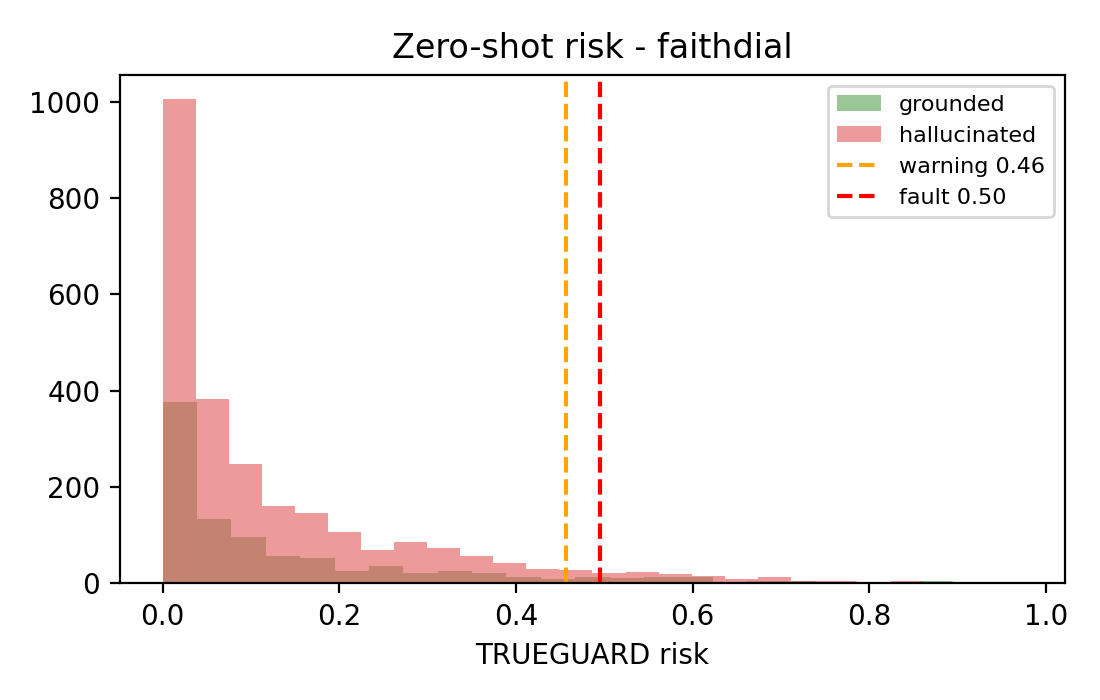 Zero-shot risk - faithdial
grounded
hallucinated
warning 0.46
fault 0.50
1000
800
600
400
200
0
0.0 0.2 0.4 0.6 0.8 1.0
TRUEGUARD risk